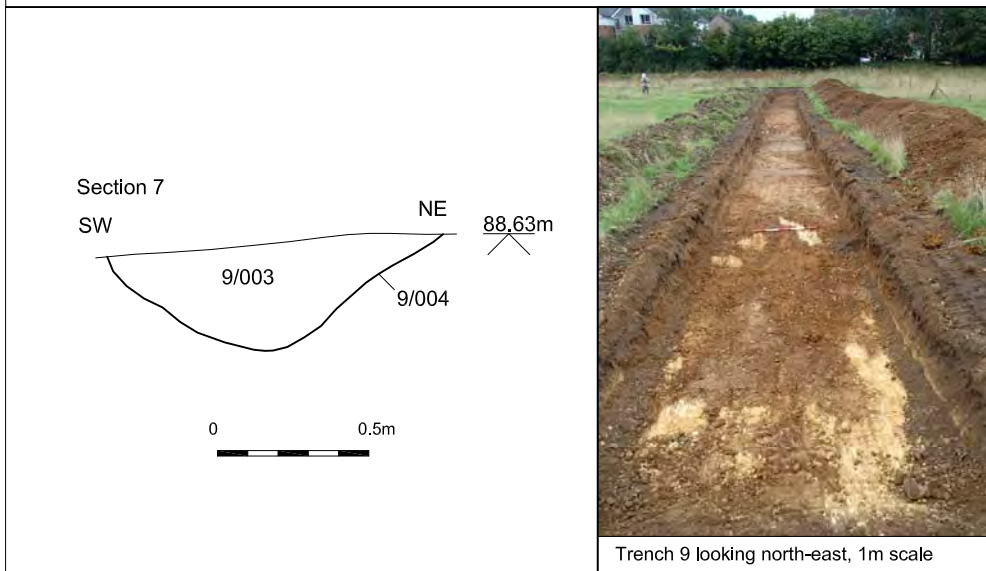 Section 7
SW
NE
88.63m
9/003
9/004
0
0.5m
Trench 9 looking north-east, 1m scale